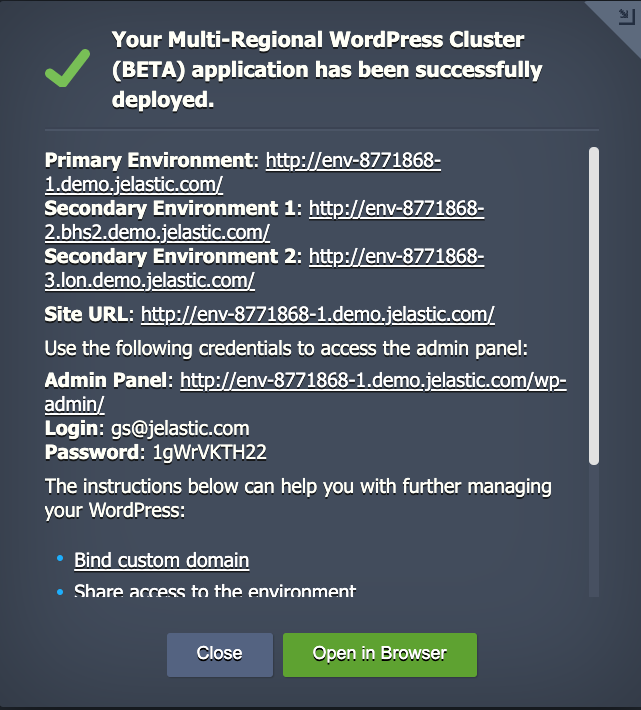 Your Multi-Regional WordPress Cluster
(BETA) application has been successfully
deployed.
Primary Environment: http://env-8771868-
1.demo.jelastic.com/
Secondary Environment 1: http://env-8771868-
2.bhs2.demo.jelastic.com/
Secondary Environment 2: http://env-8771868-
3.lon.demo.jelastic.com/
Site URL: http://env-8771868-1.demo.jelastic.com/
Use the following credentials to access the admin panel:
Admin Panel: http://env-8771868-1.demo.jelastic.com/wp-
admin/
Login: gs@jelastic.com
Password: 1gWrVKTH22
The instructions below can help you with further managing
your WordPress:
• Bind custom domain
• Share access to the environment
Close
Open in Browser